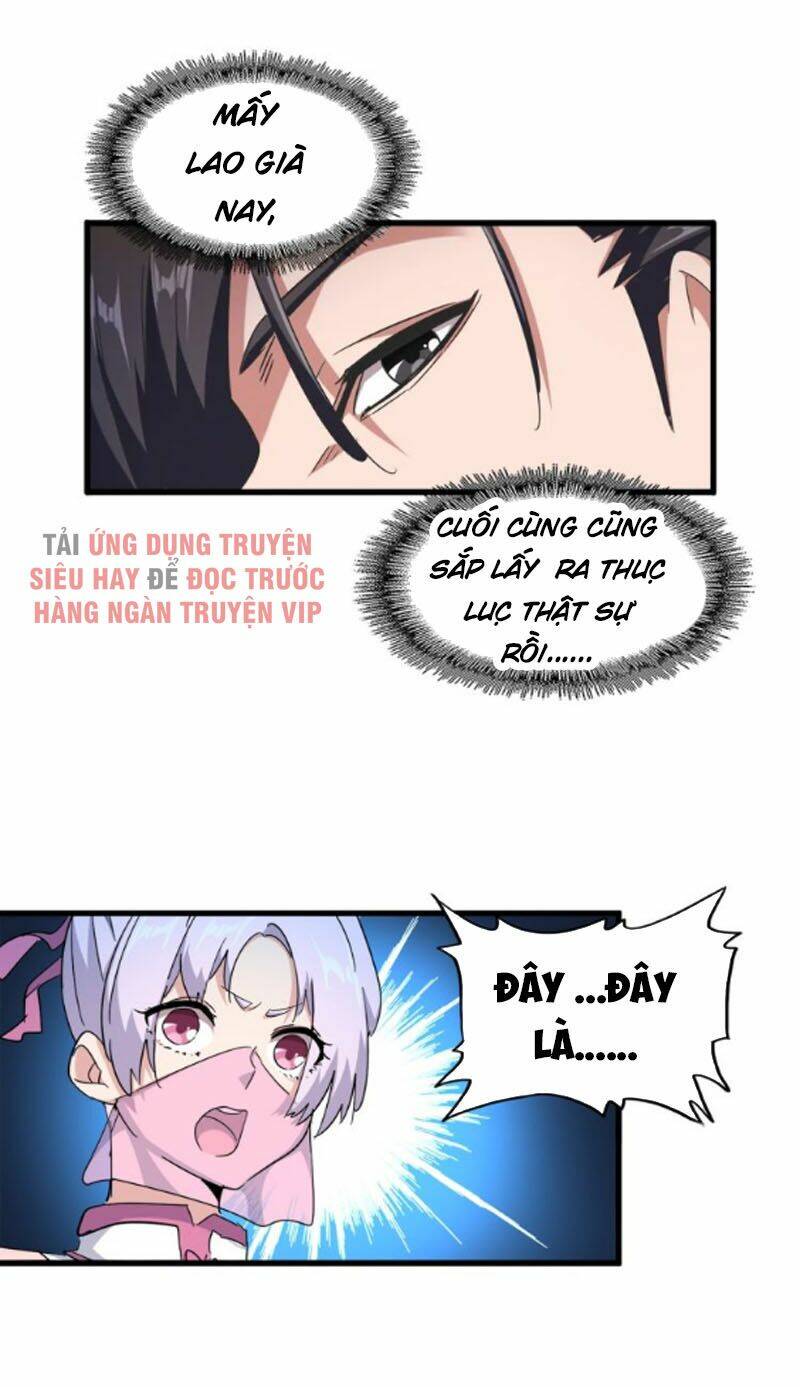 MẤY
LAO GIÀ
NAY,
CUỐI CÙNG CŨNG
SẮP LẤY RA THỤC
LỤC THẬT SỰ
RỒI......
TẢI ỨNG DỤNG TRUYỆN
SIÊU HAY ĐỂ ĐỌC TRƯỚC
HÀNG NGÀN TRUYỆN VIP
ĐÂY ...ĐÂY
LÀ......